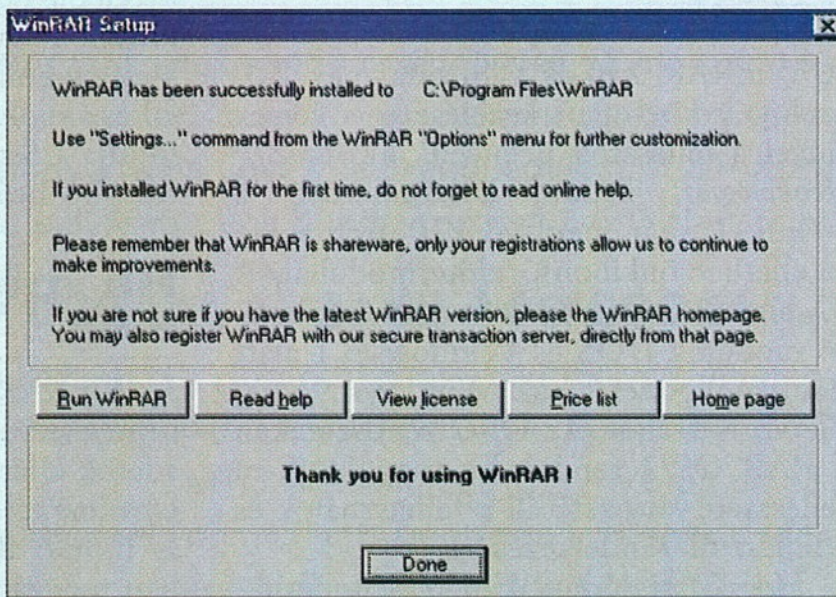 WinRAR Setup
WinRAR has been successfully installed to C:\Program Files\WinRAR
Use "Settings..." command from the WinRAR "Options" menu for further customization.
If you installed WinRAR for the first time, do not forget to read online help.
Please remember that WinRAR is shareware, only your registrations allow us to continue to
make improvements.
If you are not sure if you have the latest WinRAR version, please the WinRAR homepage.
You may also register WinRAR with our secure transaction server, directly from that page.
Run WinRAR Read help View license Price list Home page
Thank you for using WinRAR !
Done